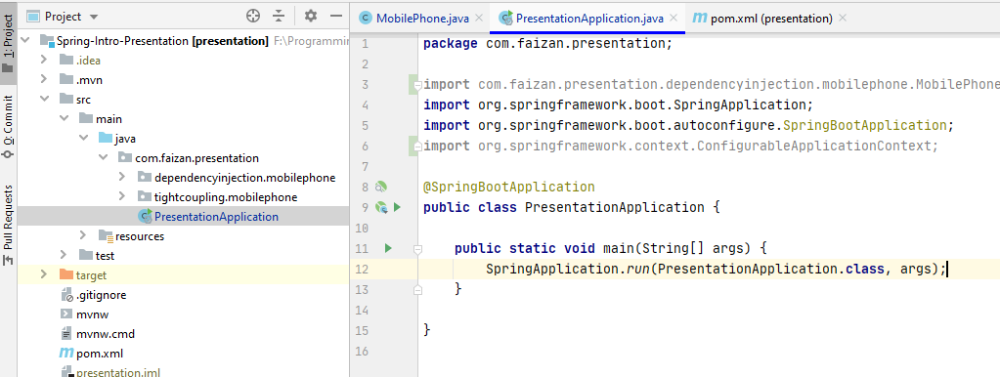 1: Project
0: Commit
Pull Requests
Project
Spring-Intro-Presentation [presentation] F:\Programmin
.idea
.mvn
src
main
java
com.faizan.presentation
dependencyinjection.mobilephone
tightcoupling.mobilephone
PresentationApplication
resources
test
target
.gitignore
mvnw
mvnw.cmd
pom.xml
presentation.iml
MobilePhone.java
PresentationApplication.java
pom.xml (presentation)
1 package com.faizan.presentation;
2
3 import com.faizan.presentation.dependencyinjection.mobilephone.MobilePhone
4 import org.springframework.boot.SpringApplication;
5 import org.springframework.boot.autoconfigure.SpringBootApplication;
6 import org.springframework.context.ConfigurableApplicationContext;
7
8 @SpringBootApplication
9 public class PresentationApplication {
10
11 public static void main(String[] args) {
12 SpringApplication.run(PresentationApplication.class, args);
13 }
14
15 }
16